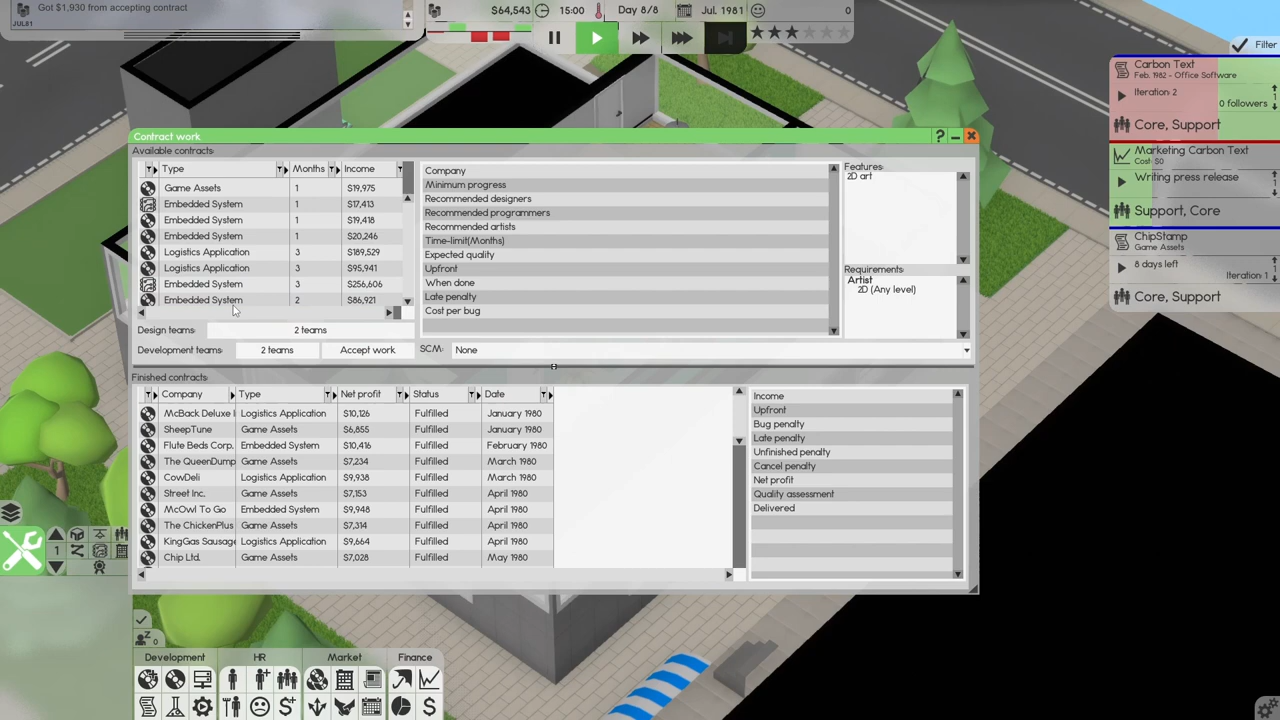 Got $1,930 from accepting contract
JUL81
$64,543
15:00
Day 8/8
Jul. 1981
0
Filter
Carbon Text
Feb. 1982 - Office Software
Iteration: 2
1
0 followers
Core, Support
Marketing Carbon Text
Cost: $0
Writing press release
1
Support, Core
ChipStamp
Game Assets
8 days left
1
Iteration 1
Core, Support
Contract work
?
Available contracts:
Type Months Income
Game Assets 1 $19,975
Embedded System 1 $17,413
Embedded System 1 $19,418
Embedded System 1 $20,246
Logistics Application 3 $189,529
Logistics Application 3 $95,941
Embedded System 3 $256,606
Embedded System 2 $86,921
Company
Minimum progress
Recommended designers
Recommended programmers
Recommended artists
Time-limit(Months)
Expected quality
Upfront
When done
Late penalty
Cost per bug
Features:
2D art
Requirements:
Artist
2D (Any level)
Design teams: 2 teams
Development teams: 2 teams Accept work SCM: None
Finished contracts:
Company Type Net profit Status Date
McBack Deluxe Logistics Application $10,126 Fulfilled January 1980
SheepTune Game Assets $6,855 Fulfilled January 1980
Flute Beds Corp. Embedded System $10,416 Fulfilled February 1980
The QueenDump Game Assets $7,234 Fulfilled March 1980
CowDeli Logistics Application $9,938 Fulfilled March 1980
Street Inc. Game Assets $7,153 Fulfilled April 1980
McOwl To Go Embedded System $9,948 Fulfilled April 1980
The ChickenPlus Game Assets $7,314 Fulfilled April 1980
KingGas Sausage Logistics Application $9,664 Fulfilled April 1980
Chip Ltd. Game Assets $7,028 Fulfilled May 1980
Income
Upfront
Bug penalty
Late penalty
Unfinished penalty
Cancel penalty
Net profit
Quality assessment
Delivered
1
0
Development HR Market Finance